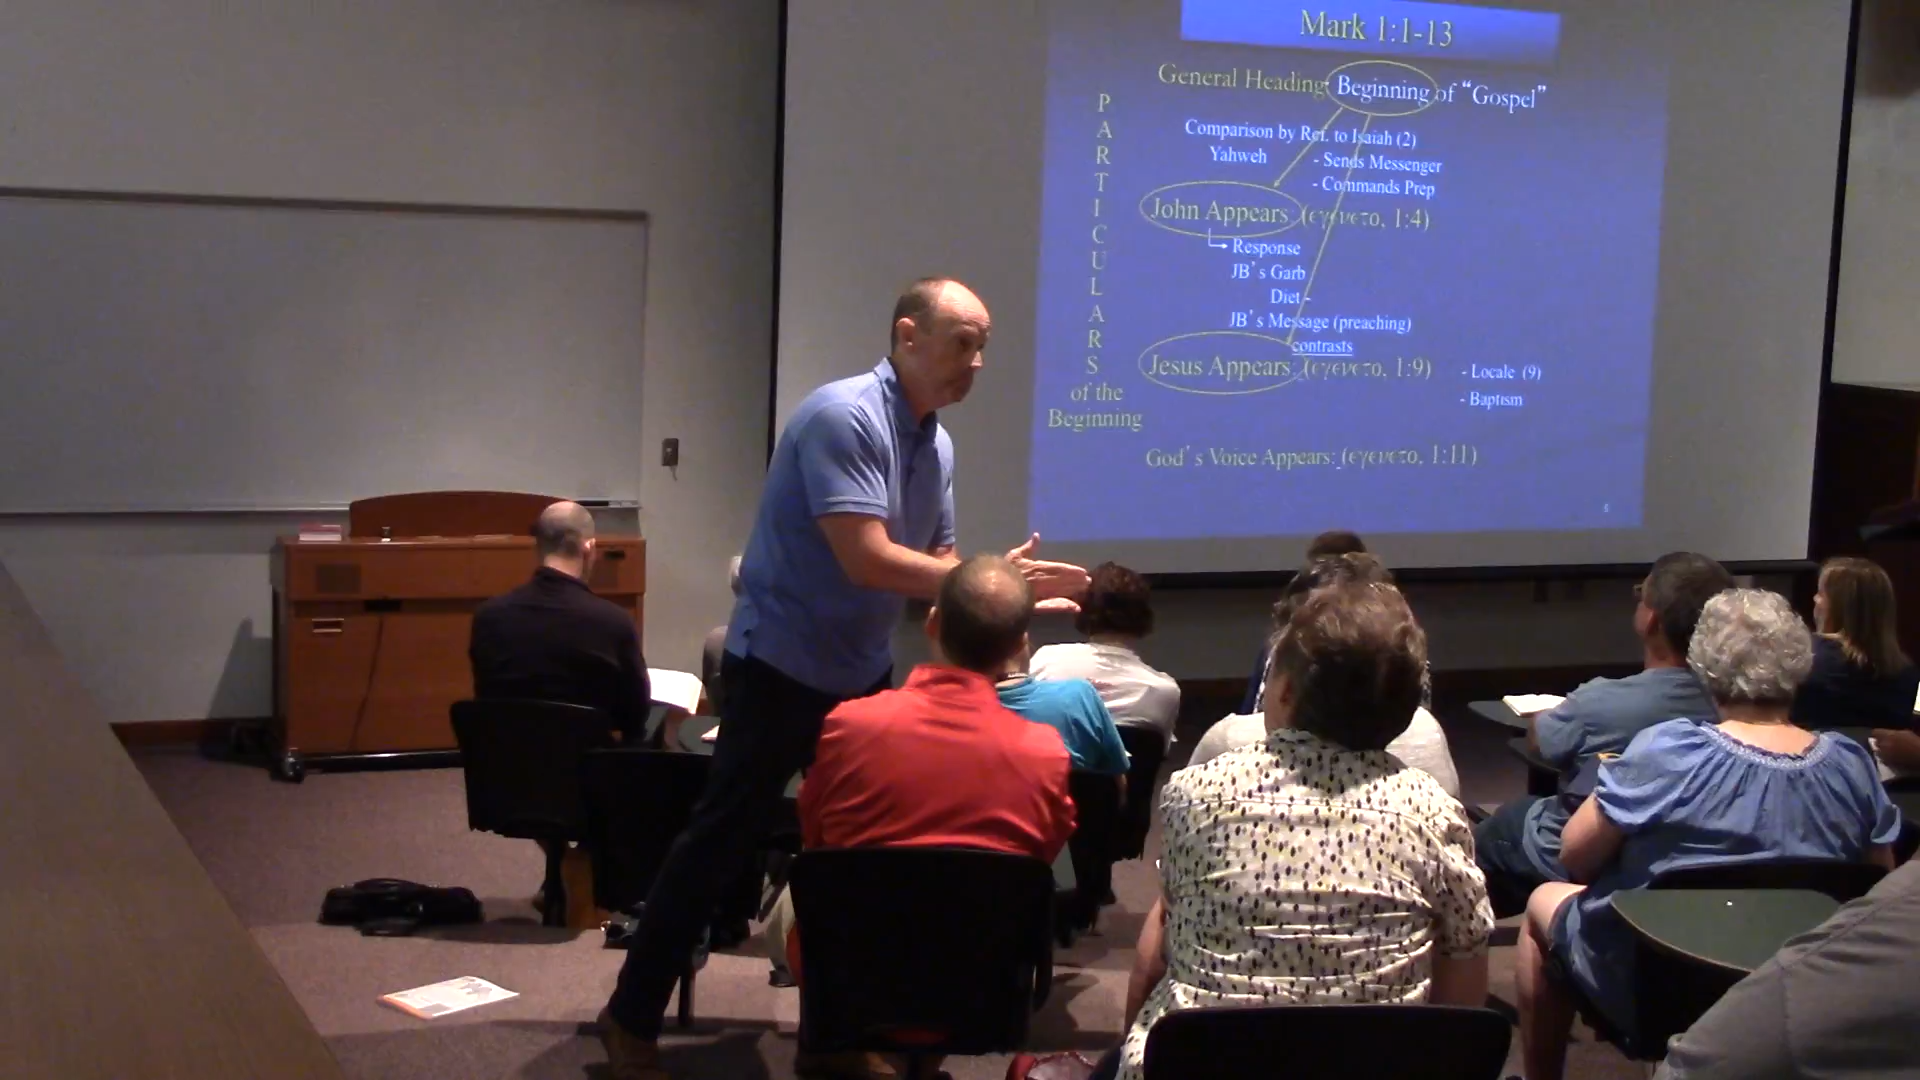 Mark 1:1-13
General Heading: Beginning of “Gospel”
Comparison by Ref. to Isaiah (2)
Yahweh - Sends Messenger
- Commands Prep
John Appears: (εγενετο, 1:4)
Response
JB’s Garb
Diet -
JB’s Message (preaching)
contrasts
Jesus Appears: (εγενετο, 1:9) - Locale (9)
- Baptism
God’s Voice Appears: (εγενετο, 1:11)
PARTICULARS
of the
Beginning